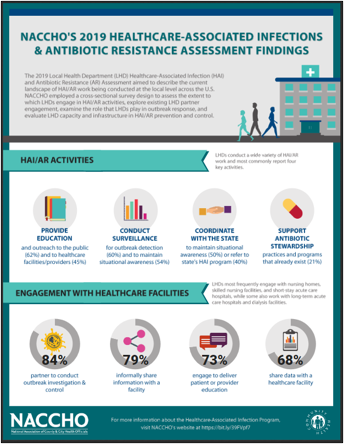 NACCHO'S 2019 HEALTHCARE-ASSOCIATED INFECTIONS
& ANTIBIOTIC RESISTANCE ASSESSMENT FINDINGS
The 2019 Local Health Department (LHD) Healthcare-Associated Infection (HAI)
and Antibiotic Resistance (AR) Assessment aimed to describe the current
landscape of HAI/AR work being conducted at the local level across the U.S.
NACCHO employed a cross-sectional survey design to assess the extent to
which LHDs engage in HAI/AR activities, explore existing LHD partner
engagement, examine the role that LHDs play in outbreak response, and
evaluate LHD capacity and infrastructure in HAI/AR prevention and control.
HAI/AR ACTIVITIES
LHDs conduct a wide variety of HAI/AR
work and most commonly report four
key activities.
PROVIDE
EDUCATION
and outreach to the public
(62%) and to healthcare
facilities/providers (45%)
CONDUCT
SURVEILLANCE
for outbreak detection
(60%) and to maintain
situational awareness (54%)
COORDINATE
WITH THE STATE
to maintain situational
awareness (50%) or refer to
state's HAI program (40%)
SUPPORT
ANTIBIOTIC
STEWARDSHIP
practices and programs
that already exist (21%)
ENGAGEMENT WITH HEALTHCARE FACILITIES
LHDs most frequently engage with nursing homes,
skilled nursing facilities, and short-stay acute care
hospitals, while some also work with long-term acute
care hospitals and dialysis facilities.
84%
partner to conduct
outbreak investigation &
control
79%
informally share
information with a
facility
73%
engage to deliver
patient or provider
education
68%
share data with a
healthcare facility
NACCHO
National Association of County & City Health Officials
For more information about the Healthcare-Associated Infection Program,
visit NACCHO's website at https://bit.ly/39FVpf7